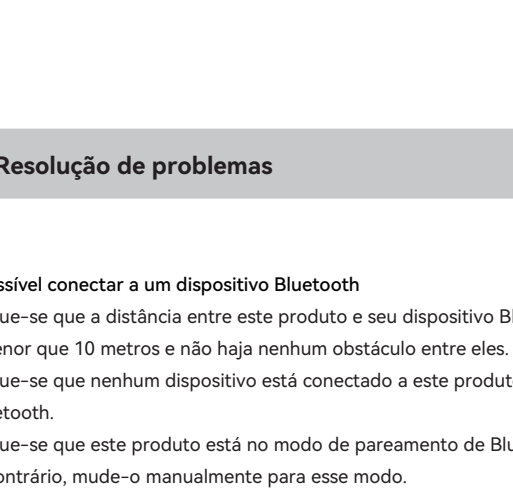 Resolução de problemas
ssível conectar a um dispositivo Bluetooth
ue-se que a distância entre este produto e seu dispositivo Bl
enor que 10 metros e não haja nenhum obstáculo entre eles.
ue-se que nenhum dispositivo está conectado a este produt
etooth.
ue-se que este produto está no modo de pareamento de Blu
ontrário, mude-o manualmente para esse modo.